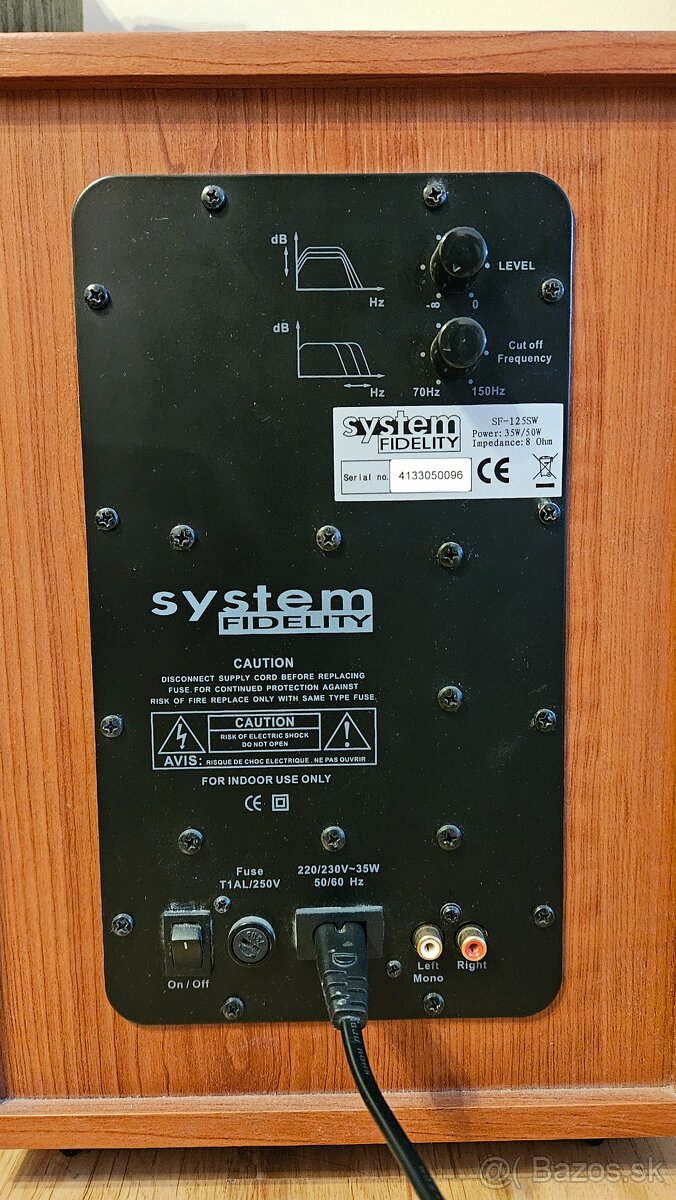 dB
LEVEL
Hz
-∞
0
dB
Cut off
Frequency
Hz
70Hz
150Hz
system
FIDELITY
SF-125SW
Power: 35W/50W
Impedance: 8 Ohm
Serial no.
4133050096
CE
system
FIDELITY
CAUTION
DISCONNECT SUPPLY CORD BEFORE REPLACING
FUSE. FOR CONTINUED PROTECTION AGAINST
RISK OF FIRE REPLACE ONLY WITH SAME TYPE FUSE.
CAUTION
RISK OF ELECTRIC SHOCK
DO NOT OPEN
AVIS: RISQUE DE CHOC ELECTRIQUE . NE PAS OUVRIR
FOR INDOOR USE ONLY
CE
Fuse
T1AL/250V
220/230V~35W
50/60 Hz
On / Off
Left
Mono
Right
Bazos.sk